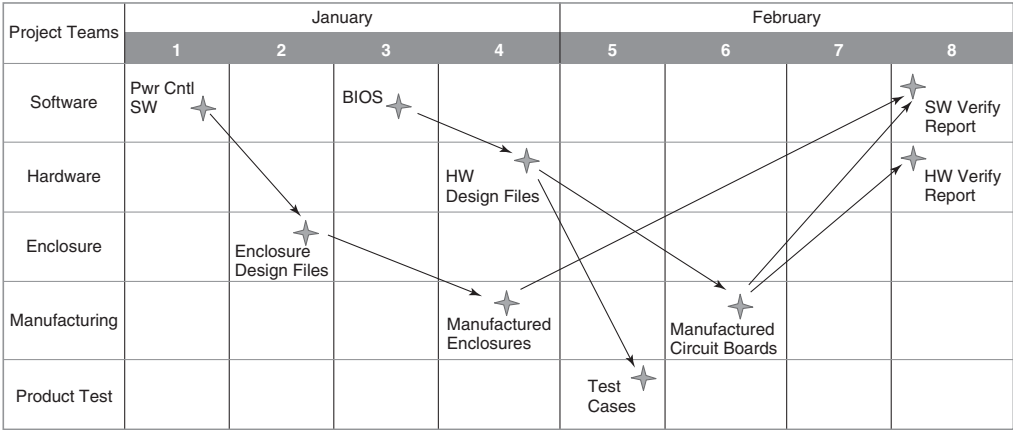 Project Teams
January
February
1
2
3
4
5
6
7
8
Software
Pwr Cntl
SW
BIOS
SW Verify
Report
Hardware
HW
Design Files
HW Verify
Report
Enclosure
Enclosure
Design Files
Manufacturing
Manufactured
Enclosures
Manufactured
Circuit Boards
Product Test
Test
Cases